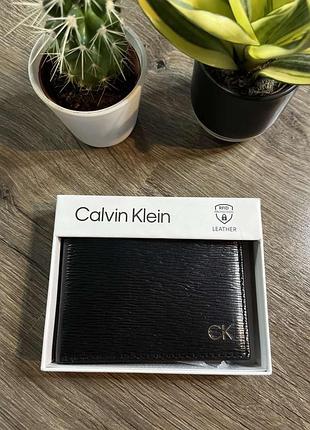 Calvin Klein
RFID
LEATHER
CK